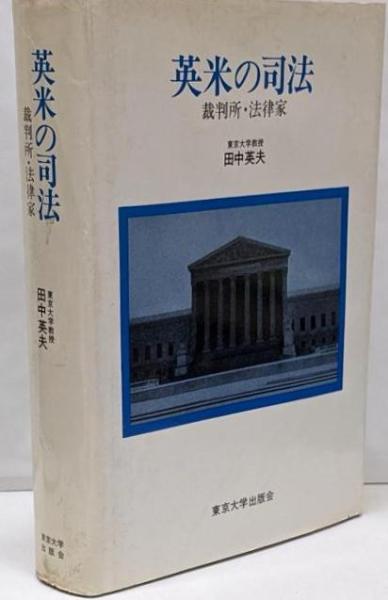 英米の司法
裁判所・法律家
東京大学教授
田中英夫
東京大学出版会
英米の司法
裁判所・法律家
東京大学教授
田中英夫
東京大学
出版会